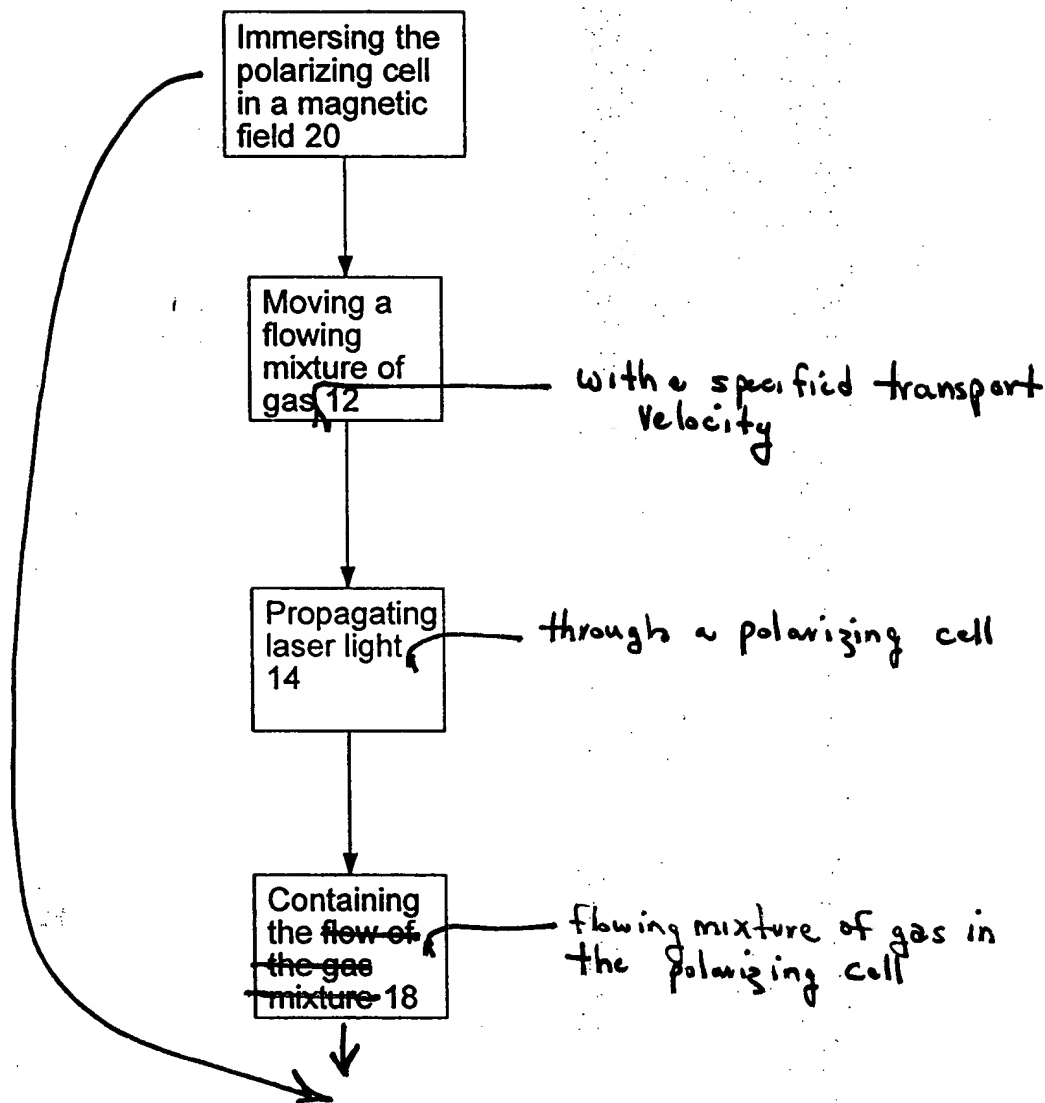 Immersing the
polarizing cell
in a magnetic
field 20
Moving a
flowing
mixture of
gas 12
with a specified transport
velocity
Propagating
laser light
14
through a polarizing cell
Containing
the flow of
the gas
mixture 18
flowing mixture of gas in
the polarizing cell